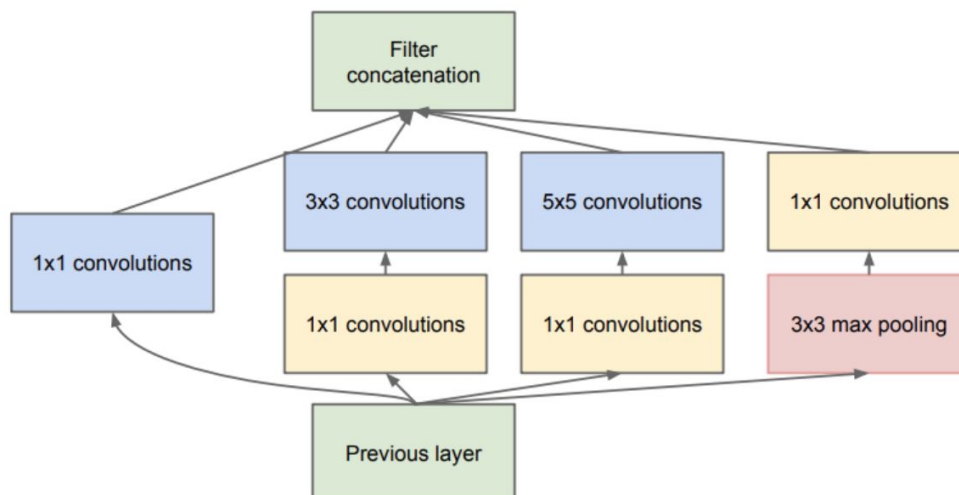 Filter
concatenation
3x3 convolutions
5x5 convolutions
1x1 convolutions
1x1 convolutions
1x1 convolutions
1x1 convolutions
3x3 max pooling
Previous layer